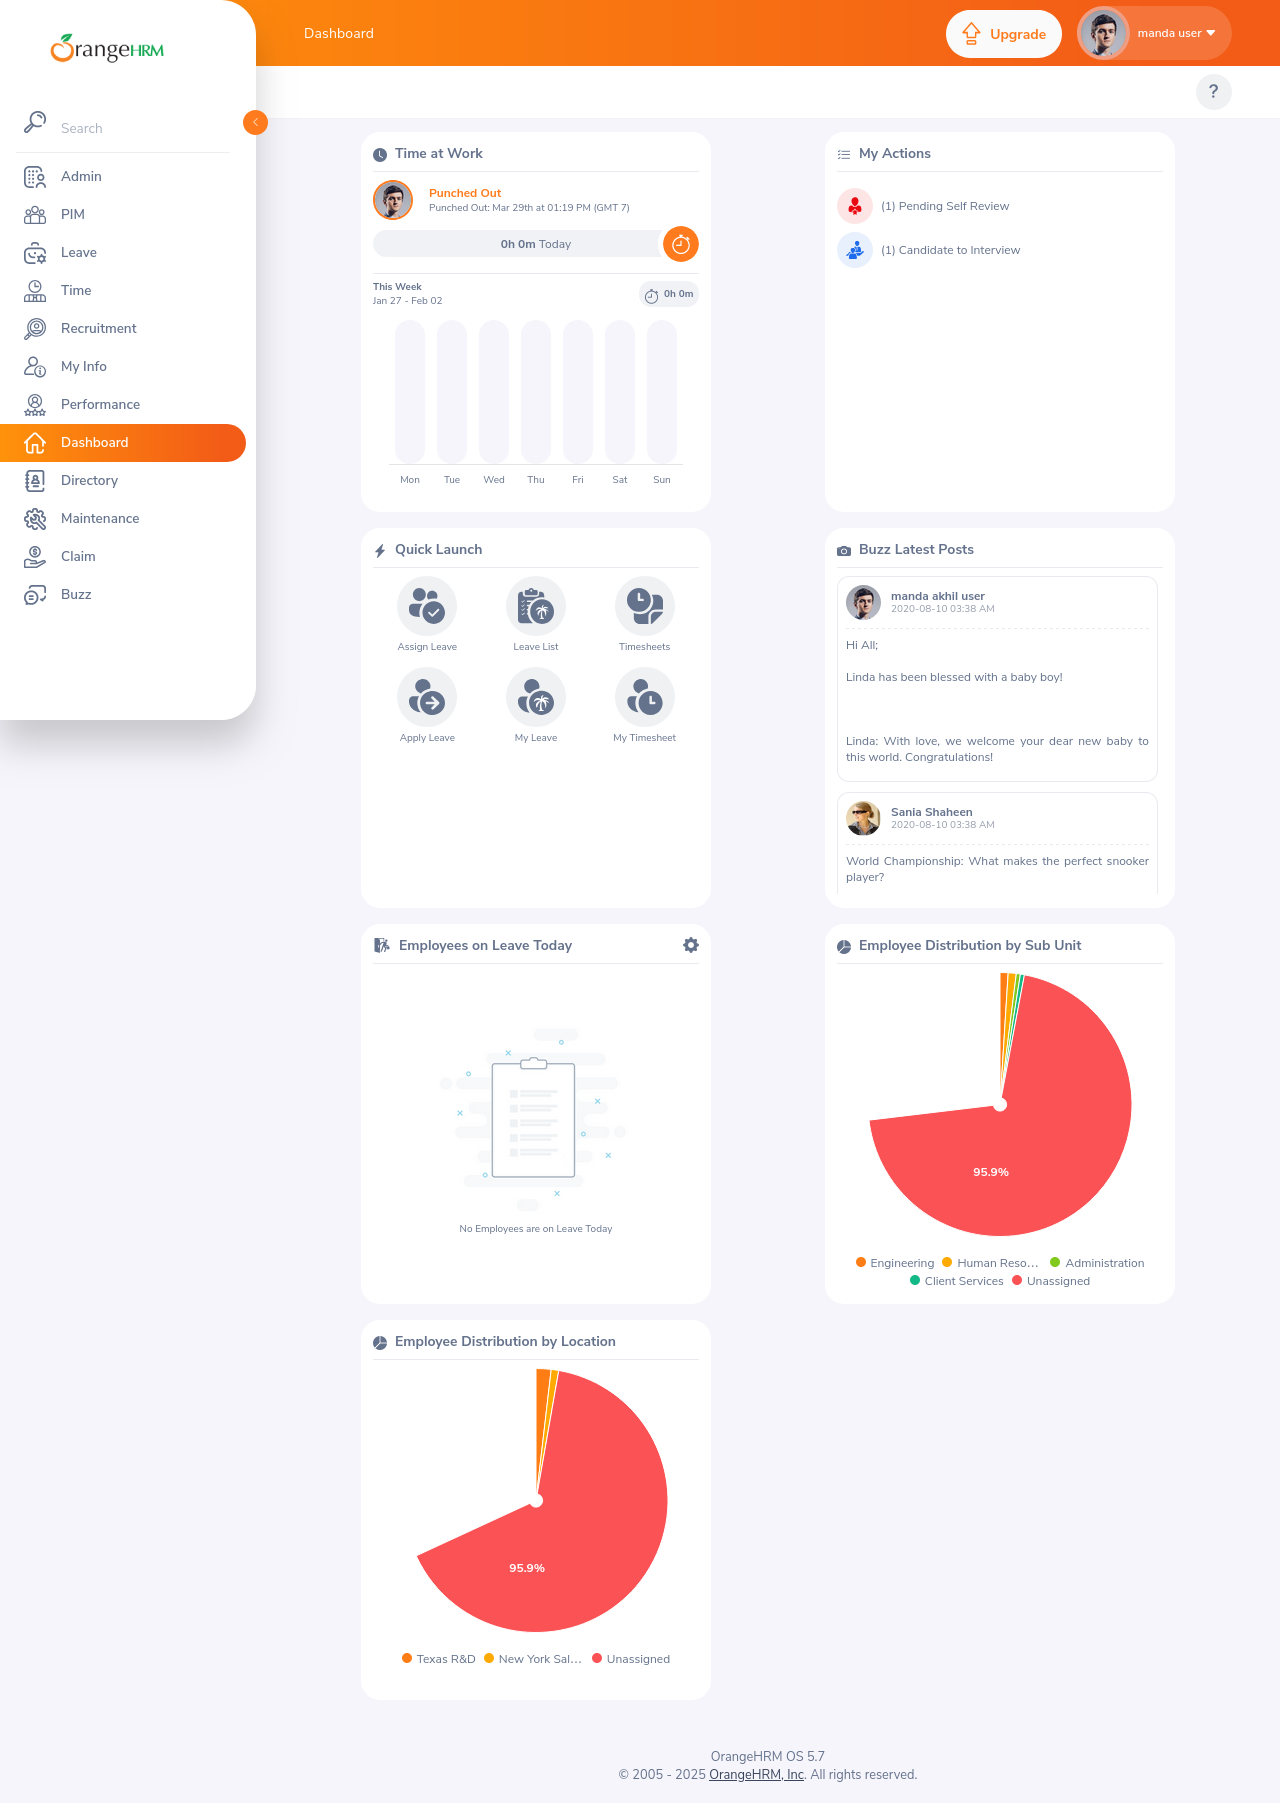 OrangeHRM
Dashboard
Upgrade
manda user
?
Search
Admin
PIM
Leave
Time
Recruitment
My Info
Performance
Dashboard
Directory
Maintenance
Claim
Buzz
Time at Work
Punched Out
Punched Out: Mar 29th at 01:19 PM (GMT 7)
0h 0m Today
This Week
Jan 27 - Feb 02
0h 0m
Mon Tue Wed Thu Fri Sat Sun
My Actions
(1) Pending Self Review
(1) Candidate to Interview
Quick Launch
Assign Leave Leave List Timesheets
Apply Leave My Leave My Timesheet
Buzz Latest Posts
manda akhil user
2020-08-10 03:38 AM
Hi All;
Linda has been blessed with a baby boy!
Linda: With love, we welcome your dear new baby to
this world. Congratulations!
Sania Shaheen
2020-08-10 03:38 AM
World Championship: What makes the perfect snooker
player?
Employees on Leave Today
No Employees are on Leave Today
Employee Distribution by Sub Unit
95.9%
Engineering Human Reso… Administration
Client Services Unassigned
Employee Distribution by Location
95.9%
Texas R&D New York Sal… Unassigned
OrangeHRM OS 5.7
© 2005 - 2025 OrangeHRM, Inc. All rights reserved.